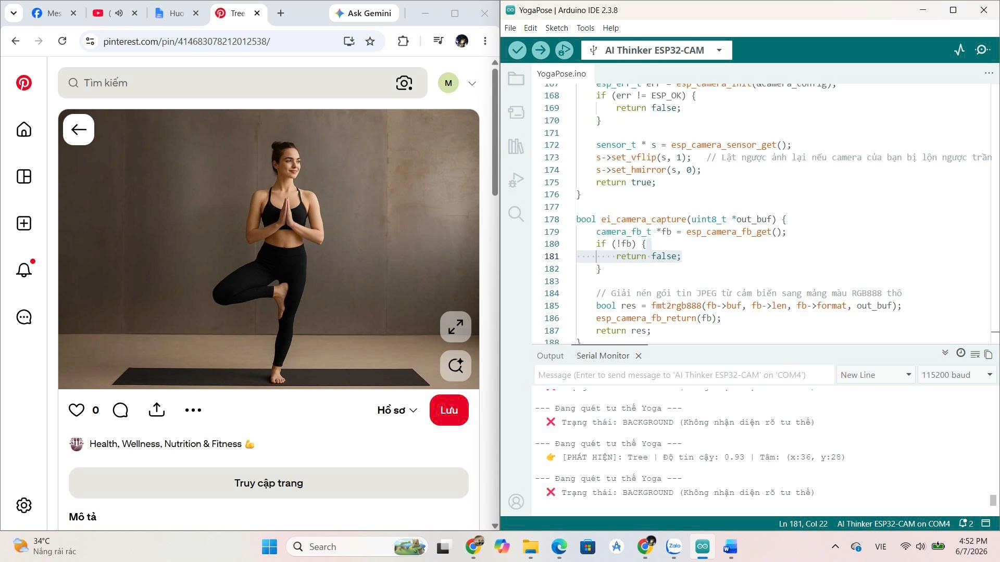 Mes
(
Huo
Tree
Ask Gemini
pinterest.com/pin/414683078212012538/
Tìm kiếm
M
0
Hồ sơ
Lưu
Health, Wellness, Nutrition & Fitness 💪
Truy cập trang
Mô tả
YogaPose | Arduino IDE 2.3.8
File Edit Sketch Tools Help
AI Thinker ESP32-CAM
YogaPose.ino
167 esp_err_t err = esp_camera_init(&camera_config);
168 if (err != ESP_OK) {
169 return false;
170 }
171
172 sensor_t * s = esp_camera_sensor_get();
173 s->set_vflip(s, 1); // Lật ngược ảnh lại nếu camera của bạn bị lộn ngược trần
174 s->set_hmirror(s, 0);
175 return true;
176 }
177
178 bool ei_camera_capture(uint8_t *out_buf) {
179 camera_fb_t *fb = esp_camera_fb_get();
180 if (!fb) {
181 return false;
182 }
183
184 // Giải nén gói tin JPEG từ cảm biến sang mảng màu RGB888 thô
185 bool res = fmt2rgb888(fb->buf, fb->len, fb->format, out_buf);
186 esp_camera_fb_return(fb);
187 return res;
188 }
Output Serial Monitor
Message (Enter to send message to 'AI Thinker ESP32-CAM' on 'COM4')
New Line
115200 baud
--- Đang quét tư thế Yoga ---
❌ Trạng thái: BACKGROUND (Không nhận diện rõ tư thế)
--- Đang quét tư thế Yoga ---
👉 [PHÁT HIỆN]: Tree | Độ tin cậy: 0.93 | Tâm: (x:36, y:28)
--- Đang quét tư thế Yoga ---
❌ Trạng thái: BACKGROUND (Không nhận diện rõ tư thế)
Ln 181, Col 22 AI Thinker ESP32-CAM on COM4 2
34°C
Nắng rải rác
Search
Zalo
W
VIE
4:52 PM
6/7/2026